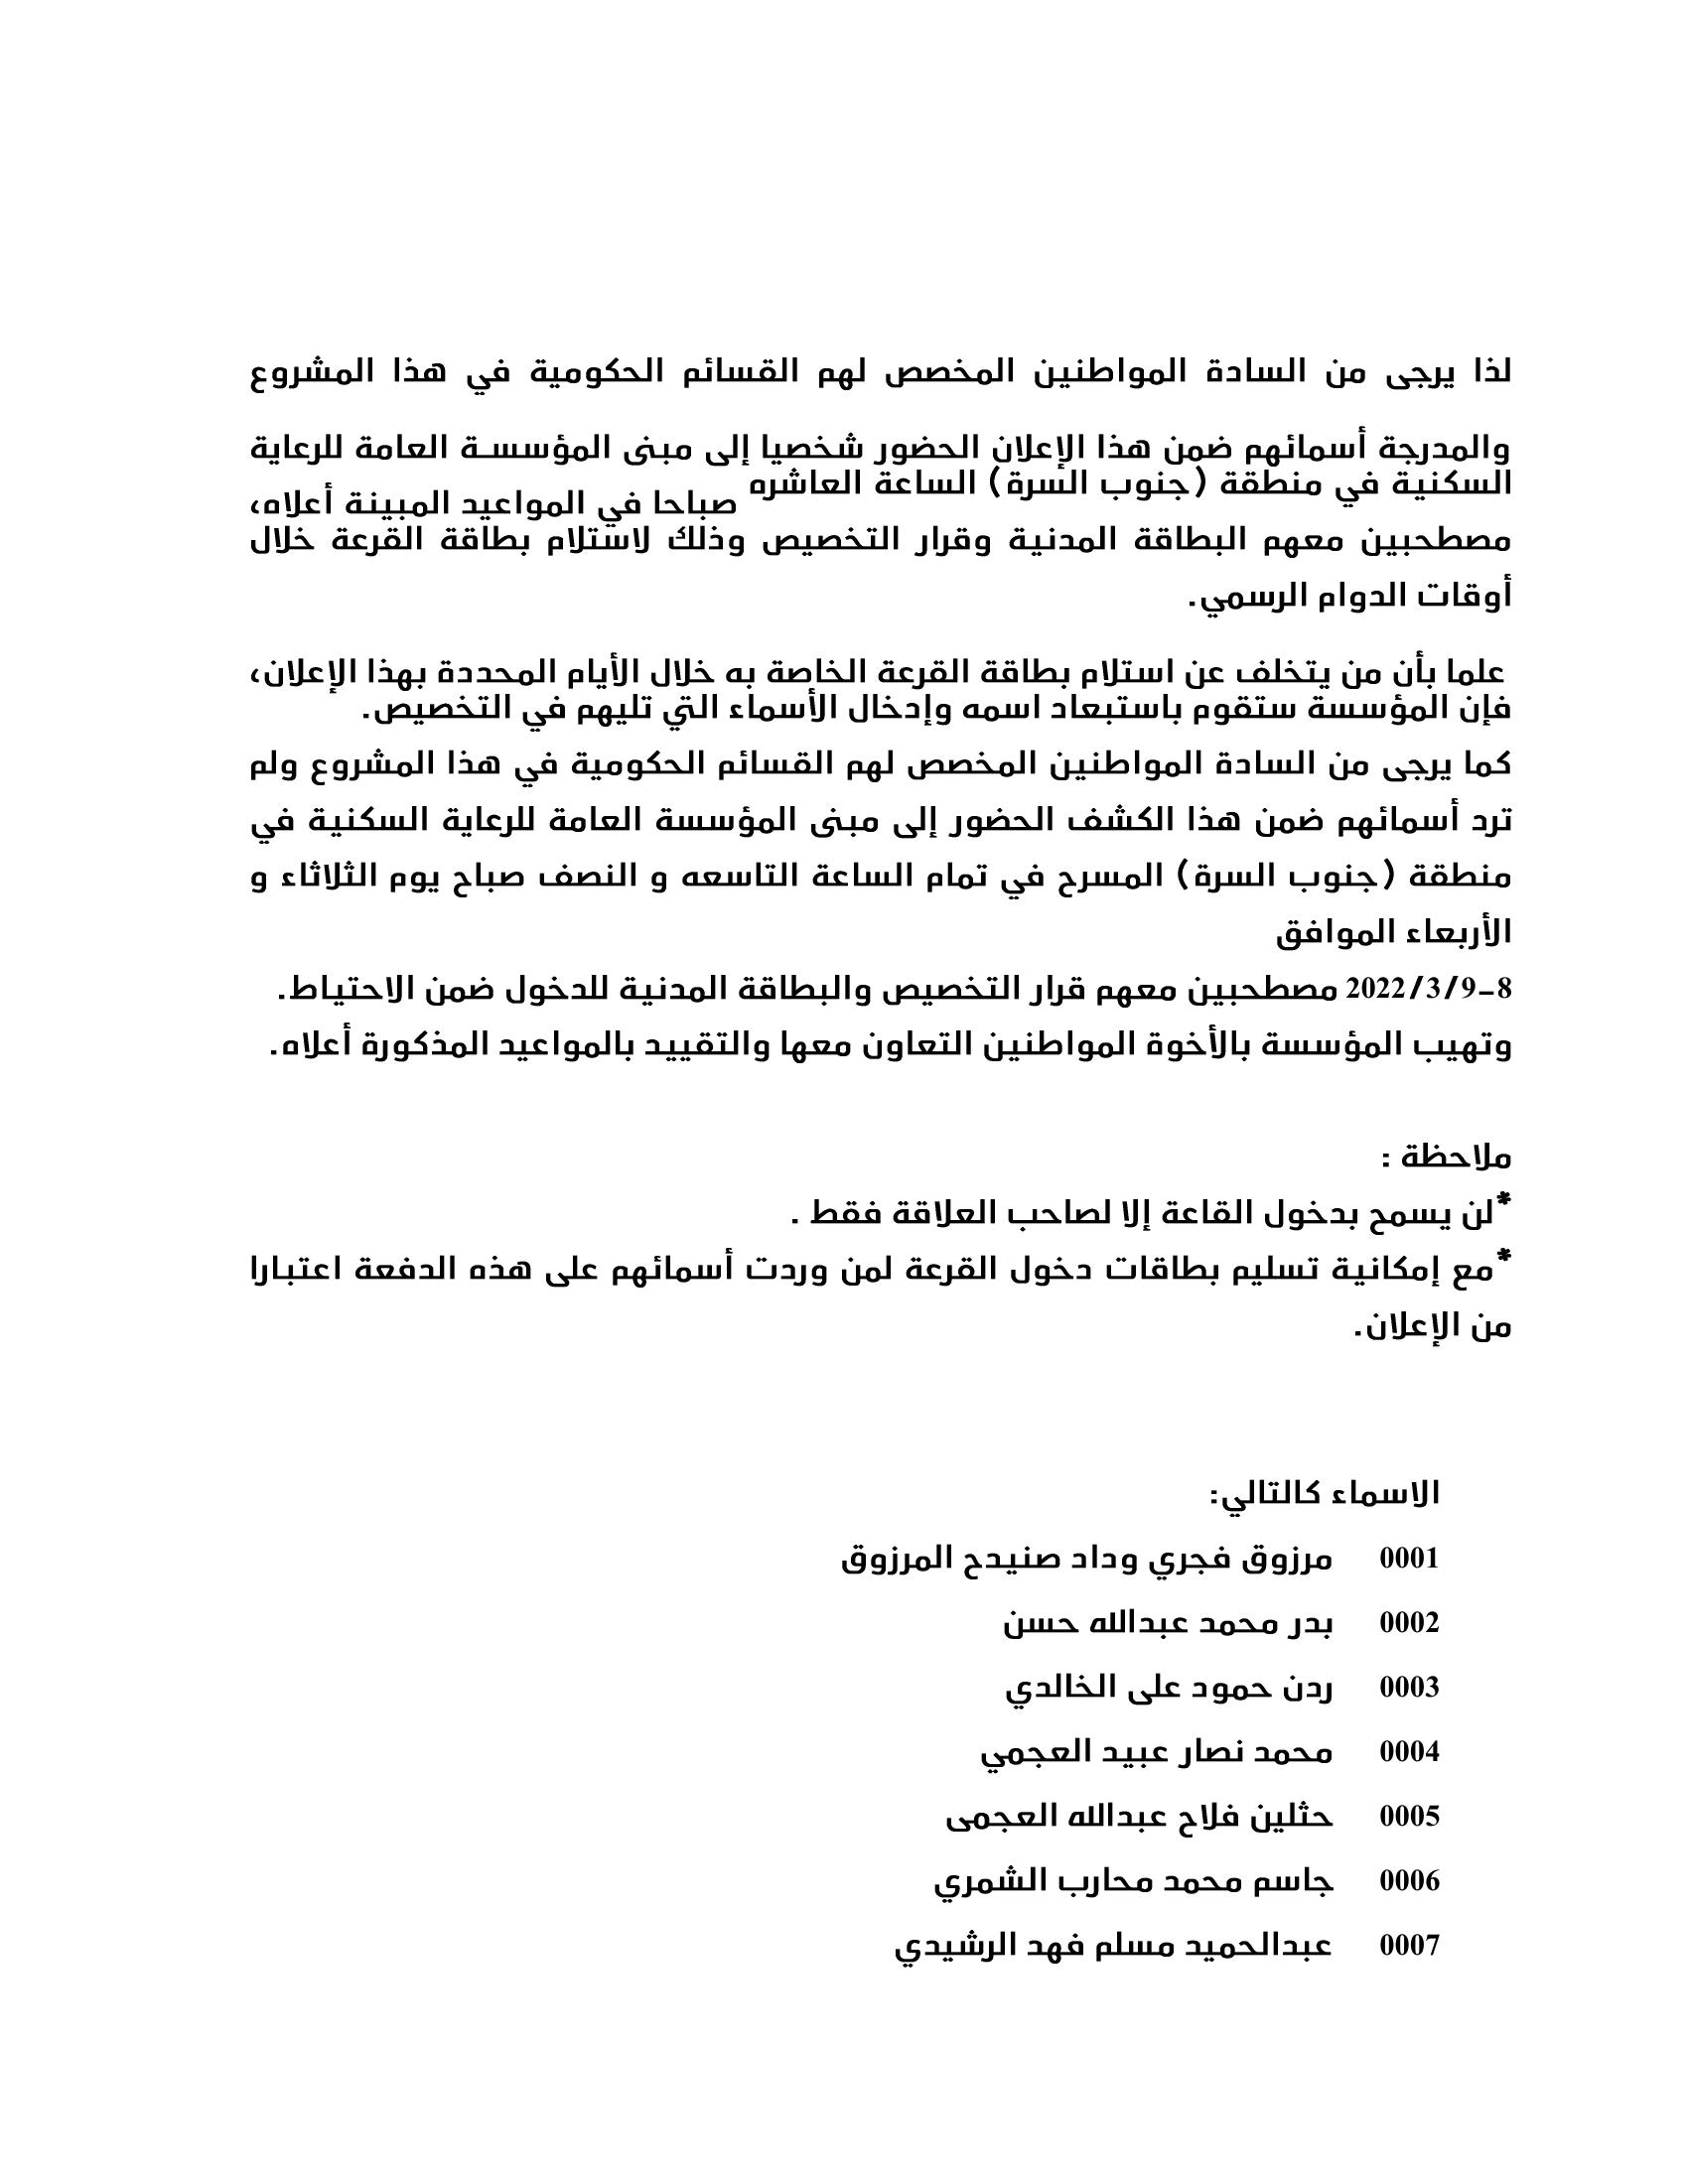 لذا يرجى من السادة المواطنين المخصص لهم القسائم الحكومية في هذا المشروع
والمدرجة أسمائهم ضمن هذا الإعلان الحضور شخصيا إلى مبنى المؤسسـة العامة للرعاية
السكنية في منطقة (جنوب السرة) الساعة العاشره صباحا في المواعيد المبينة أعلاه،
مصطحبين معهم البطاقة المدنية وقرار التخصيص وذلك لاستلام بطاقة القرعة خلال
أوقات الدوام الرسمي.
علما بأن من يتخلف عن استلام بطاقة القرعة الخاصة به خلال الأيام المحددة بهذا الإعلان،
فإن المؤسسة ستقوم باستبعاد اسمه وإدخال الأسماء التي تليهم في التخصيص.
كما يرجى من السادة المواطنين المخصص لهم القسائم الحكومية في هذا المشروع ولم
ترد أسمائهم ضمن هذا الكشف الحضور إلى مبنى المؤسسة العامة للرعاية السكنية في
منطقة (جنوب السرة) المسرح في تمام الساعة التاسعه و النصف صباح يوم الثلاثاء و
الأربعاء الموافق
8-2022/3/9 مصطحبين معهم قرار التخصيص والبطاقة المدنية للدخول ضمن الاحتياط.
وتهيب المؤسسة بالأخوة المواطنين التعاون معها والتقييد بالمواعيد المذكورة أعلاه.
ملاحظة :
*لن يسمح بدخول القاعة إلا لصاحب العلاقة فقط .
*مع إمكانية تسليم بطاقات دخول القرعة لمن وردت أسمائهم على هذه الدفعة اعتبارا
من الإعلان.
الاسماء كالتالي:
0001 مرزوق فجري وداد صنيدح المرزوق
0002 بدر محمد عبدالله حسن
0003 ردن حمود على الخالدي
0004 محمد نصار عبيد العجمي
0005 حثلين فلاح عبدالله العجمى
0006 جاسم محمد محارب الشمري
0007 عبدالحميد مسلم فهد الرشيدي